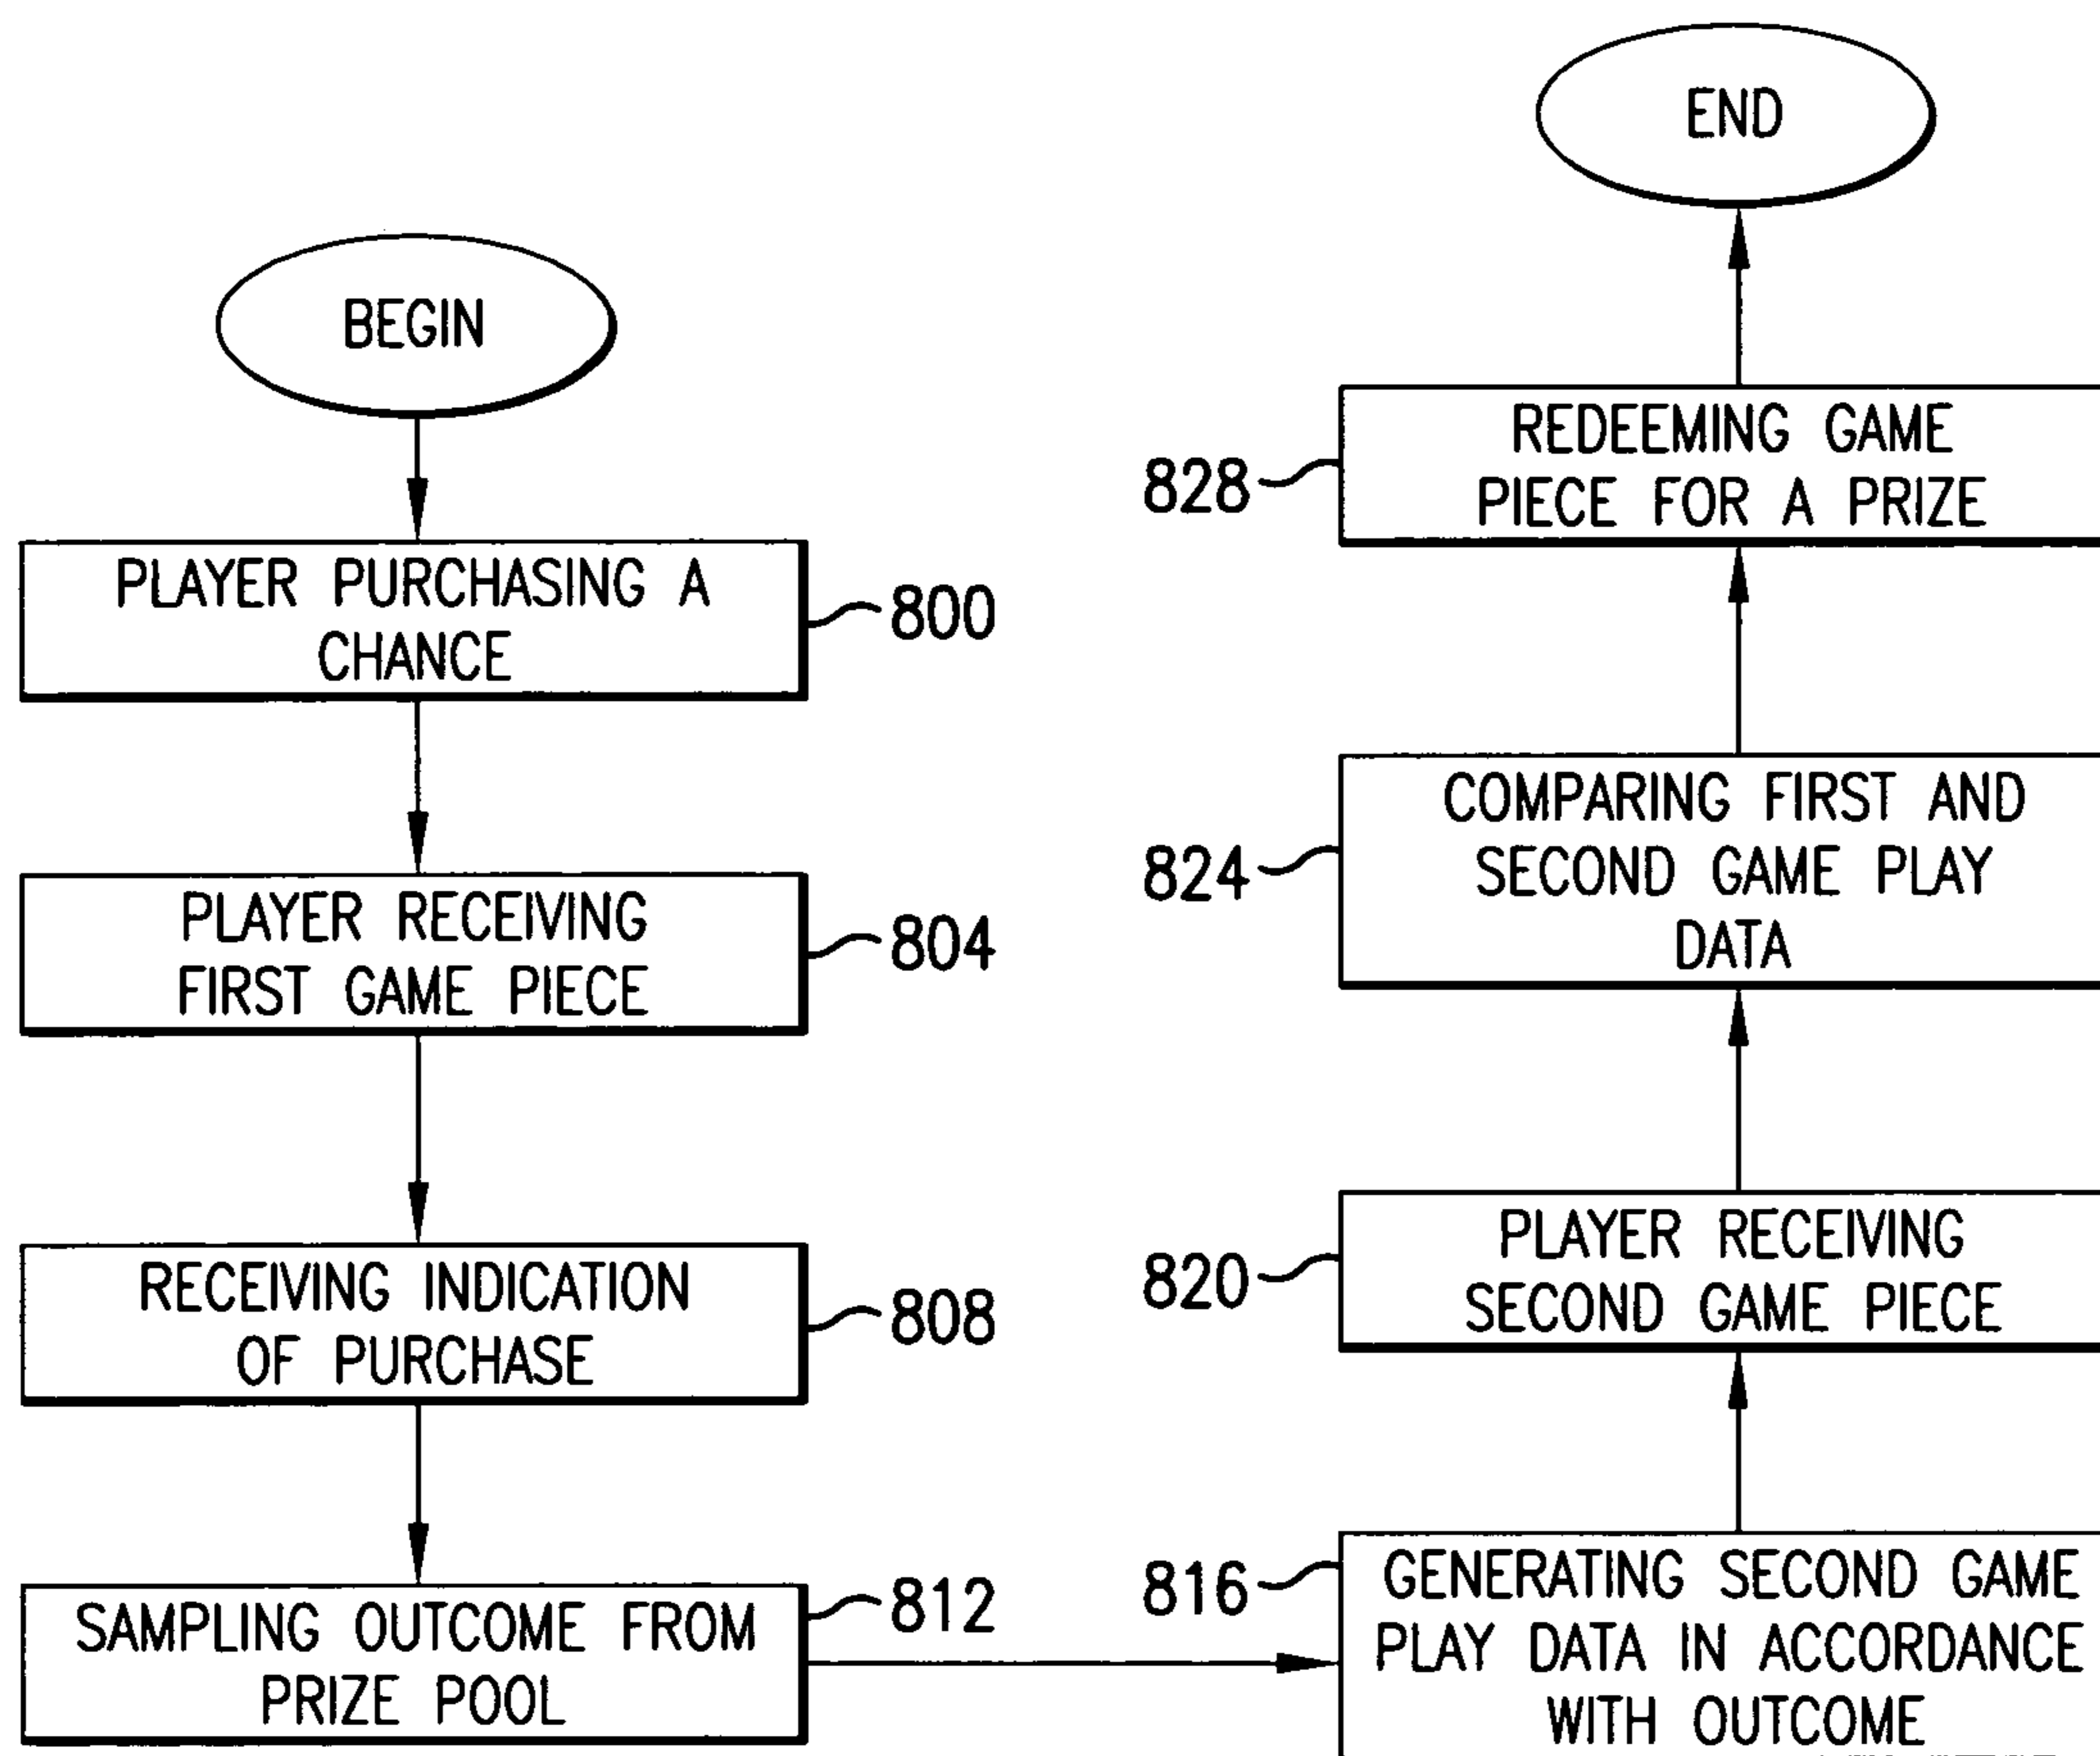 BEGIN
PLAYER PURCHASING A
CHANCE
800
PLAYER RECEIVING
FIRST GAME PIECE
804
RECEIVING INDICATION
OF PURCHASE
808
SAMPLING OUTCOME FROM
PRIZE POOL
812
GENERATING SECOND GAME
PLAY DATA IN ACCORDANCE
WITH OUTCOME
816
PLAYER RECEIVING
SECOND GAME PIECE
820
COMPARING FIRST AND
SECOND GAME PLAY
DATA
824
REDEEMING GAME
PIECE FOR A PRIZE
828
END